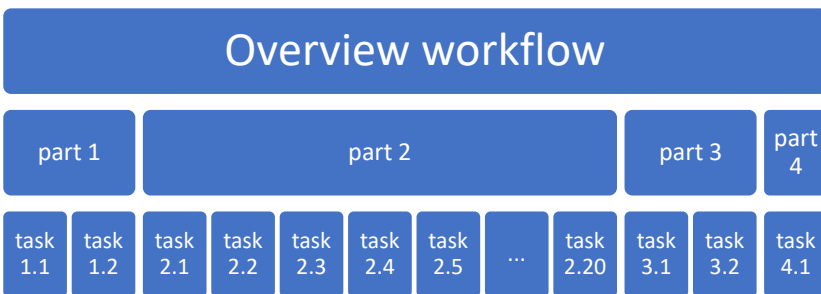 Overview workflow
part 1
part 2
part 3
part
4
task
1.1
task
1.2
task
2.1
task
2.2
task
2.3
task
2.4
task
2.5
...
task
2.20
task
3.1
task
3.2
task
4.1